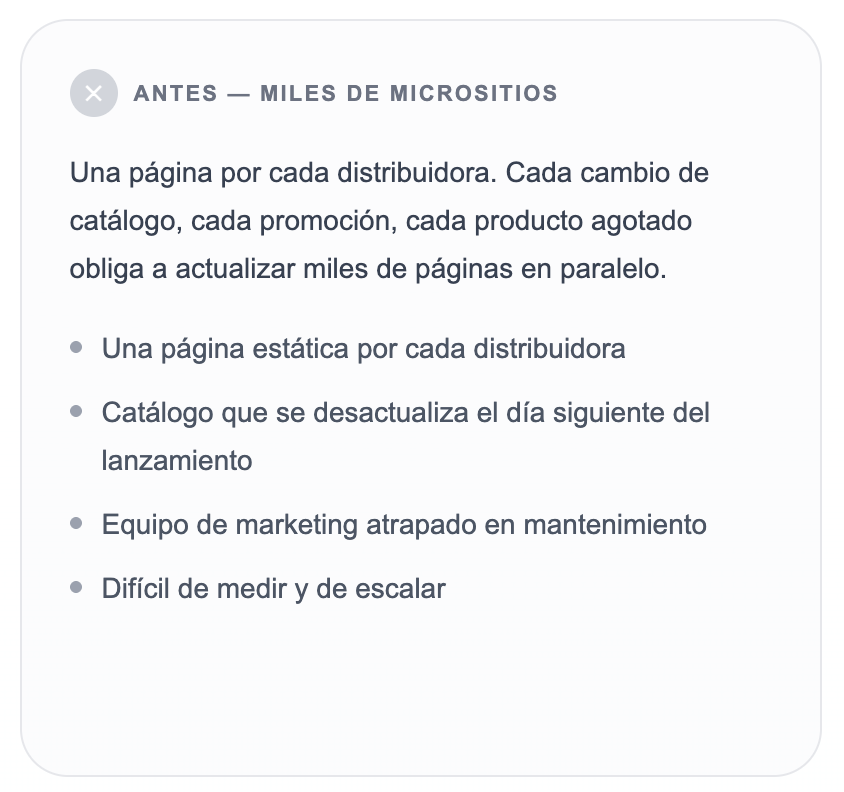 ANTES — MILES DE MICROSITIOS
Una página por cada distribuidora. Cada cambio de
catálogo, cada promoción, cada producto agotado
obliga a actualizar miles de páginas en paralelo.
Una página estática por cada distribuidora
Catálogo que se desactualiza el día siguiente del
lanzamiento
Equipo de marketing atrapado en mantenimiento
Difícil de medir y de escalar